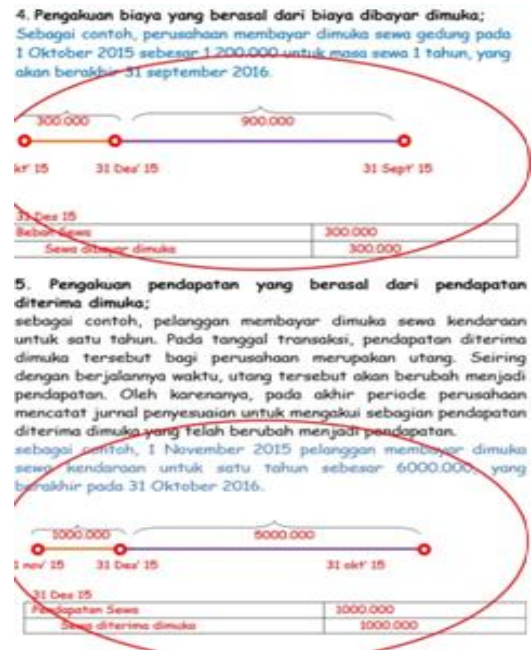 4. Pengakuan biaya yang berasal dari biaya dibayar dimuka;
Sebagai contoh, perusahaan membayar dimuka sewa gedung pada
1 Oktober 2015 sebesar 1.200.000 untuk masa sewa 1 tahun, yang
akan berakhir 31 september 2016.
300.000 900.000
kt' 15 31 Des' 15 31 Sept' 15
31 Des 15
Beban Sewa 300.000
Sewa dibayar dimuka 300.000
5. Pengakuan pendapatan yang berasal dari pendapatan
diterima dimuka;
sebagai contoh, pelanggan membayar dimuka sewa kendaraan
untuk satu tahun. Pada tanggal transaksi, pendapatan diterima
dimuka tersebut bagi perusahaan merupakan utang. Seiring
dengan berjalannya waktu, utang tersebut akan berubah menjadi
pendapatan. Oleh karenanya, pada akhir periode perusahaan
mencatat jurnal penyesuaian untuk mengakui sebagian pendapatan
diterima dimuka yang telah berubah menjadi pendapatan.
sebagai contoh, 1 November 2015 pelanggan membayar dimuka
sewa kendaraan untuk satu tahun sebesar 6000.000, yang
berakhir pada 31 Oktober 2016.
1000.000 5000.000
1 nov' 15 31 Des' 15 31 okt' 15
31 Des 15
Pendapatan Sewa 1000.000
Sewa diterima dimuka 1000.000